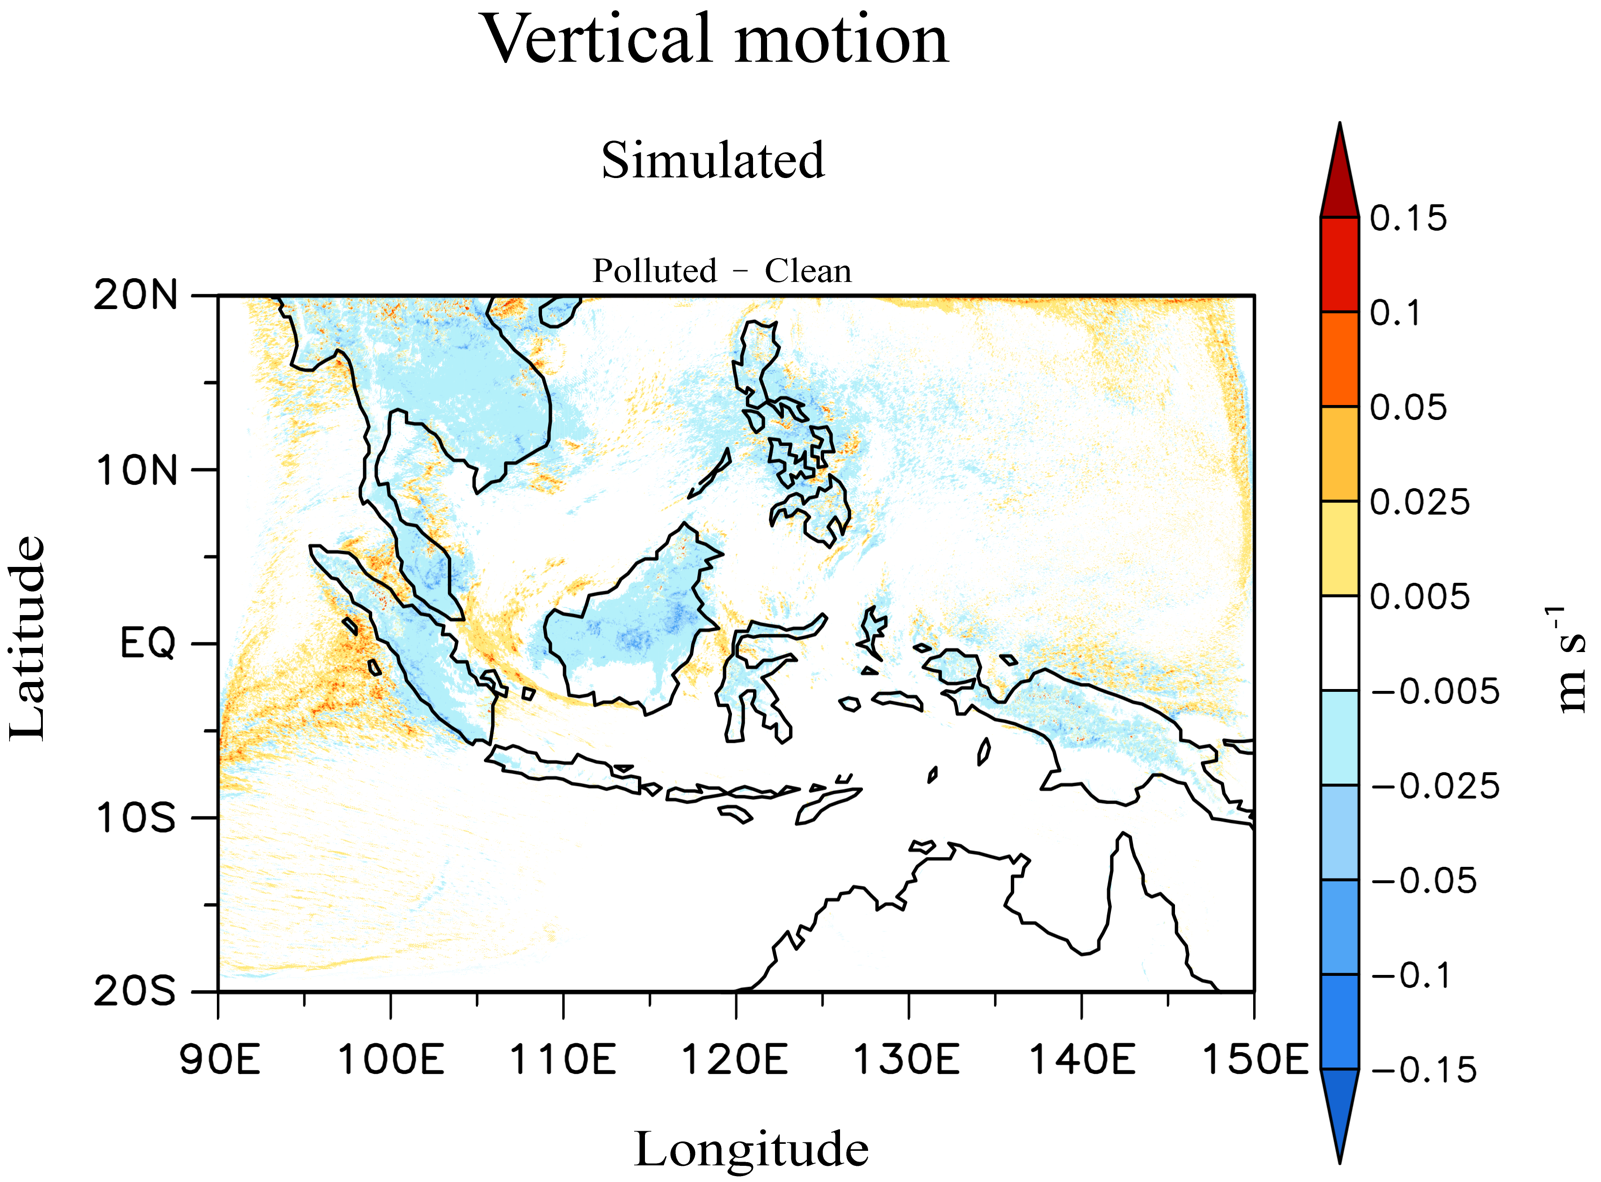 Vertical motion
Simulated
Polluted − Clean
20N
10N
EQ
10S
20S
Latitude
90E 100E 110E 120E 130E 140E 150E
Longitude
0.15
0.1
0.05
0.025
0.005
−0.005
−0.025
−0.05
−0.1
−0.15
m s⁻¹